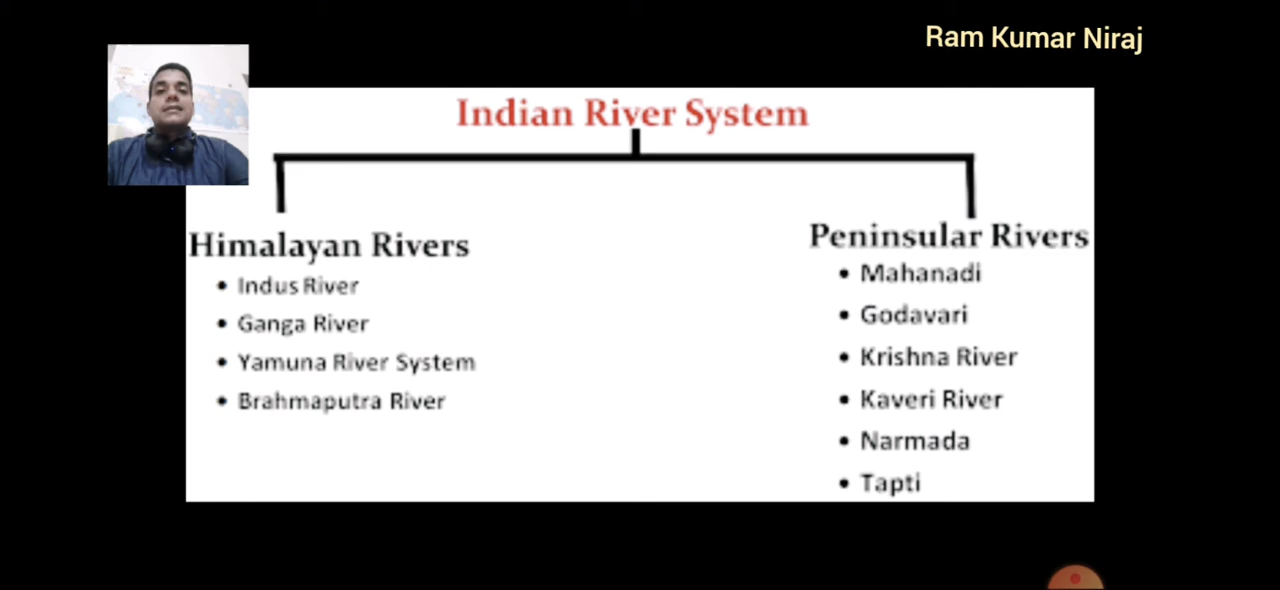 Ram Kumar Niraj
Indian River System
Himalayan Rivers
• Indus River
• Ganga River
• Yamuna River System
• Brahmaputra River
Peninsular Rivers
• Mahanadi
• Godavari
• Krishna River
• Kaveri River
• Narmada
• Tapti